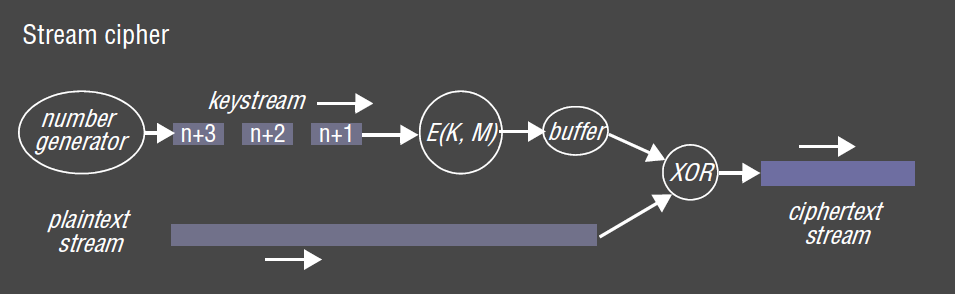 Stream cipher
keystream
number
generator
n+3
n+2
n+1
E(K, M)
buffer
XOR
plaintext
stream
ciphertext
stream